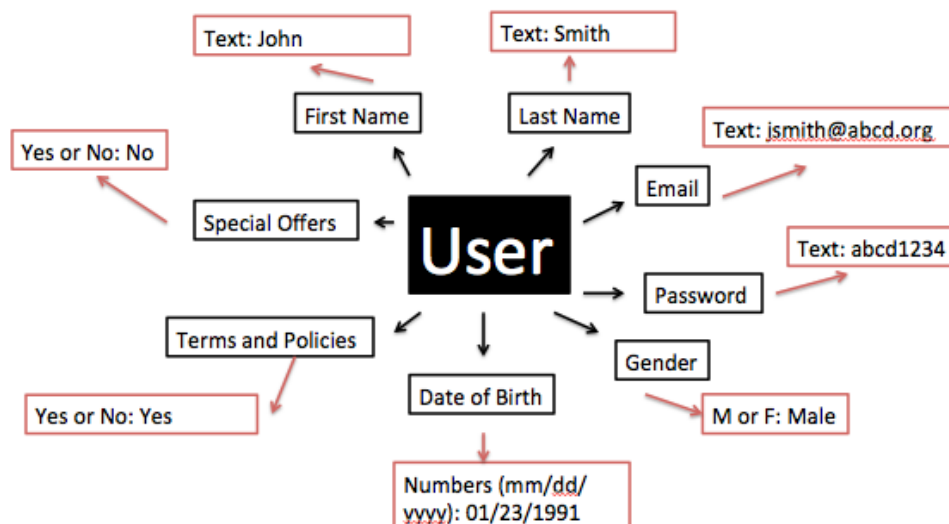 Text: John
Text: Smith
First Name
Last Name
Text: jsmith@abcd.org
Yes or No: No
Email
Special Offers
User
Text: abcd1234
Password
Terms and Policies
Gender
Date of Birth
Yes or No: Yes
M or F: Male
Numbers (mm/dd/
yyyy): 01/23/1991